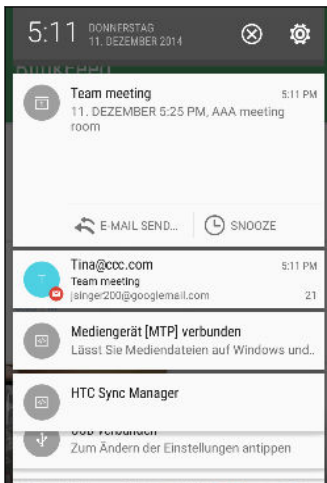 5:11
DONNERSTAG
11. DEZEMBER 2014
Team meeting
5:11 PM
11. DEZEMBER 5:25 PM, AAA meeting
room
E-MAIL SEND...
SNOOZE
Tina@ccc.com
5:11 PM
Team meeting
jsinger200@googlemail.com
21
Mediengerät [MTP] verbunden
Lässt Sie Mediendateien auf Windows und..
HTC Sync Manager
USB verbunden
Zum Ändern der Einstellungen antippen